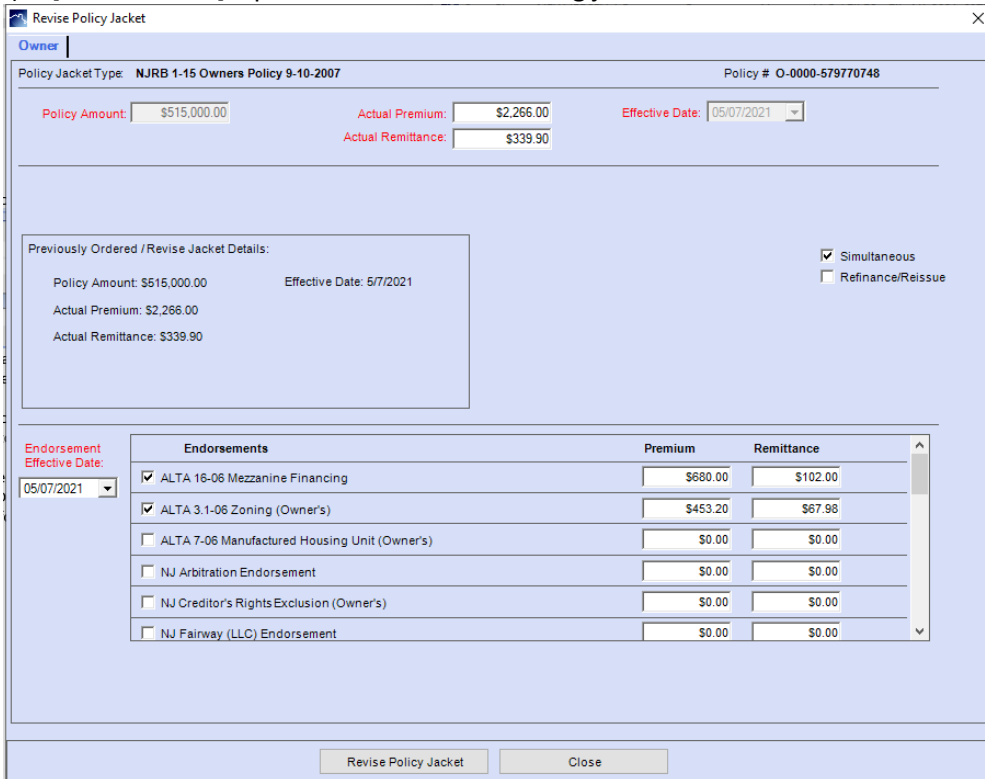 Revise Policy Jacket
Owner
Policy Jacket Type: NJRB 1-15 Owners Policy 9-10-2007 Policy # O-0000-579770748
Policy Amount: $515,000.00 Actual Premium: $2,266.00 Effective Date: 05/07/2021
Actual Remittance: $339.90
Previously Ordered / Revise Jacket Details:
Simultaneous
Policy Amount: $515,000.00 Effective Date: 5/7/2021
Refinance/Reissue
Actual Premium: $2,266.00
Actual Remittance: $339.90
Endorsement Effective Date:
Endorsements Premium Remittance
05/07/2021
ALTA 16-06 Mezzanine Financing $680.00 $102.00
ALTA 3.1-06 Zoning (Owner's) $453.20 $67.98
ALTA 7-06 Manufactured Housing Unit (Owner's) $0.00 $0.00
NJ Arbitration Endorsement $0.00 $0.00
NJ Creditor's Rights Exclusion (Owner's) $0.00 $0.00
NJ Fairway (LLC) Endorsement $0.00 $0.00
Revise Policy Jacket Close